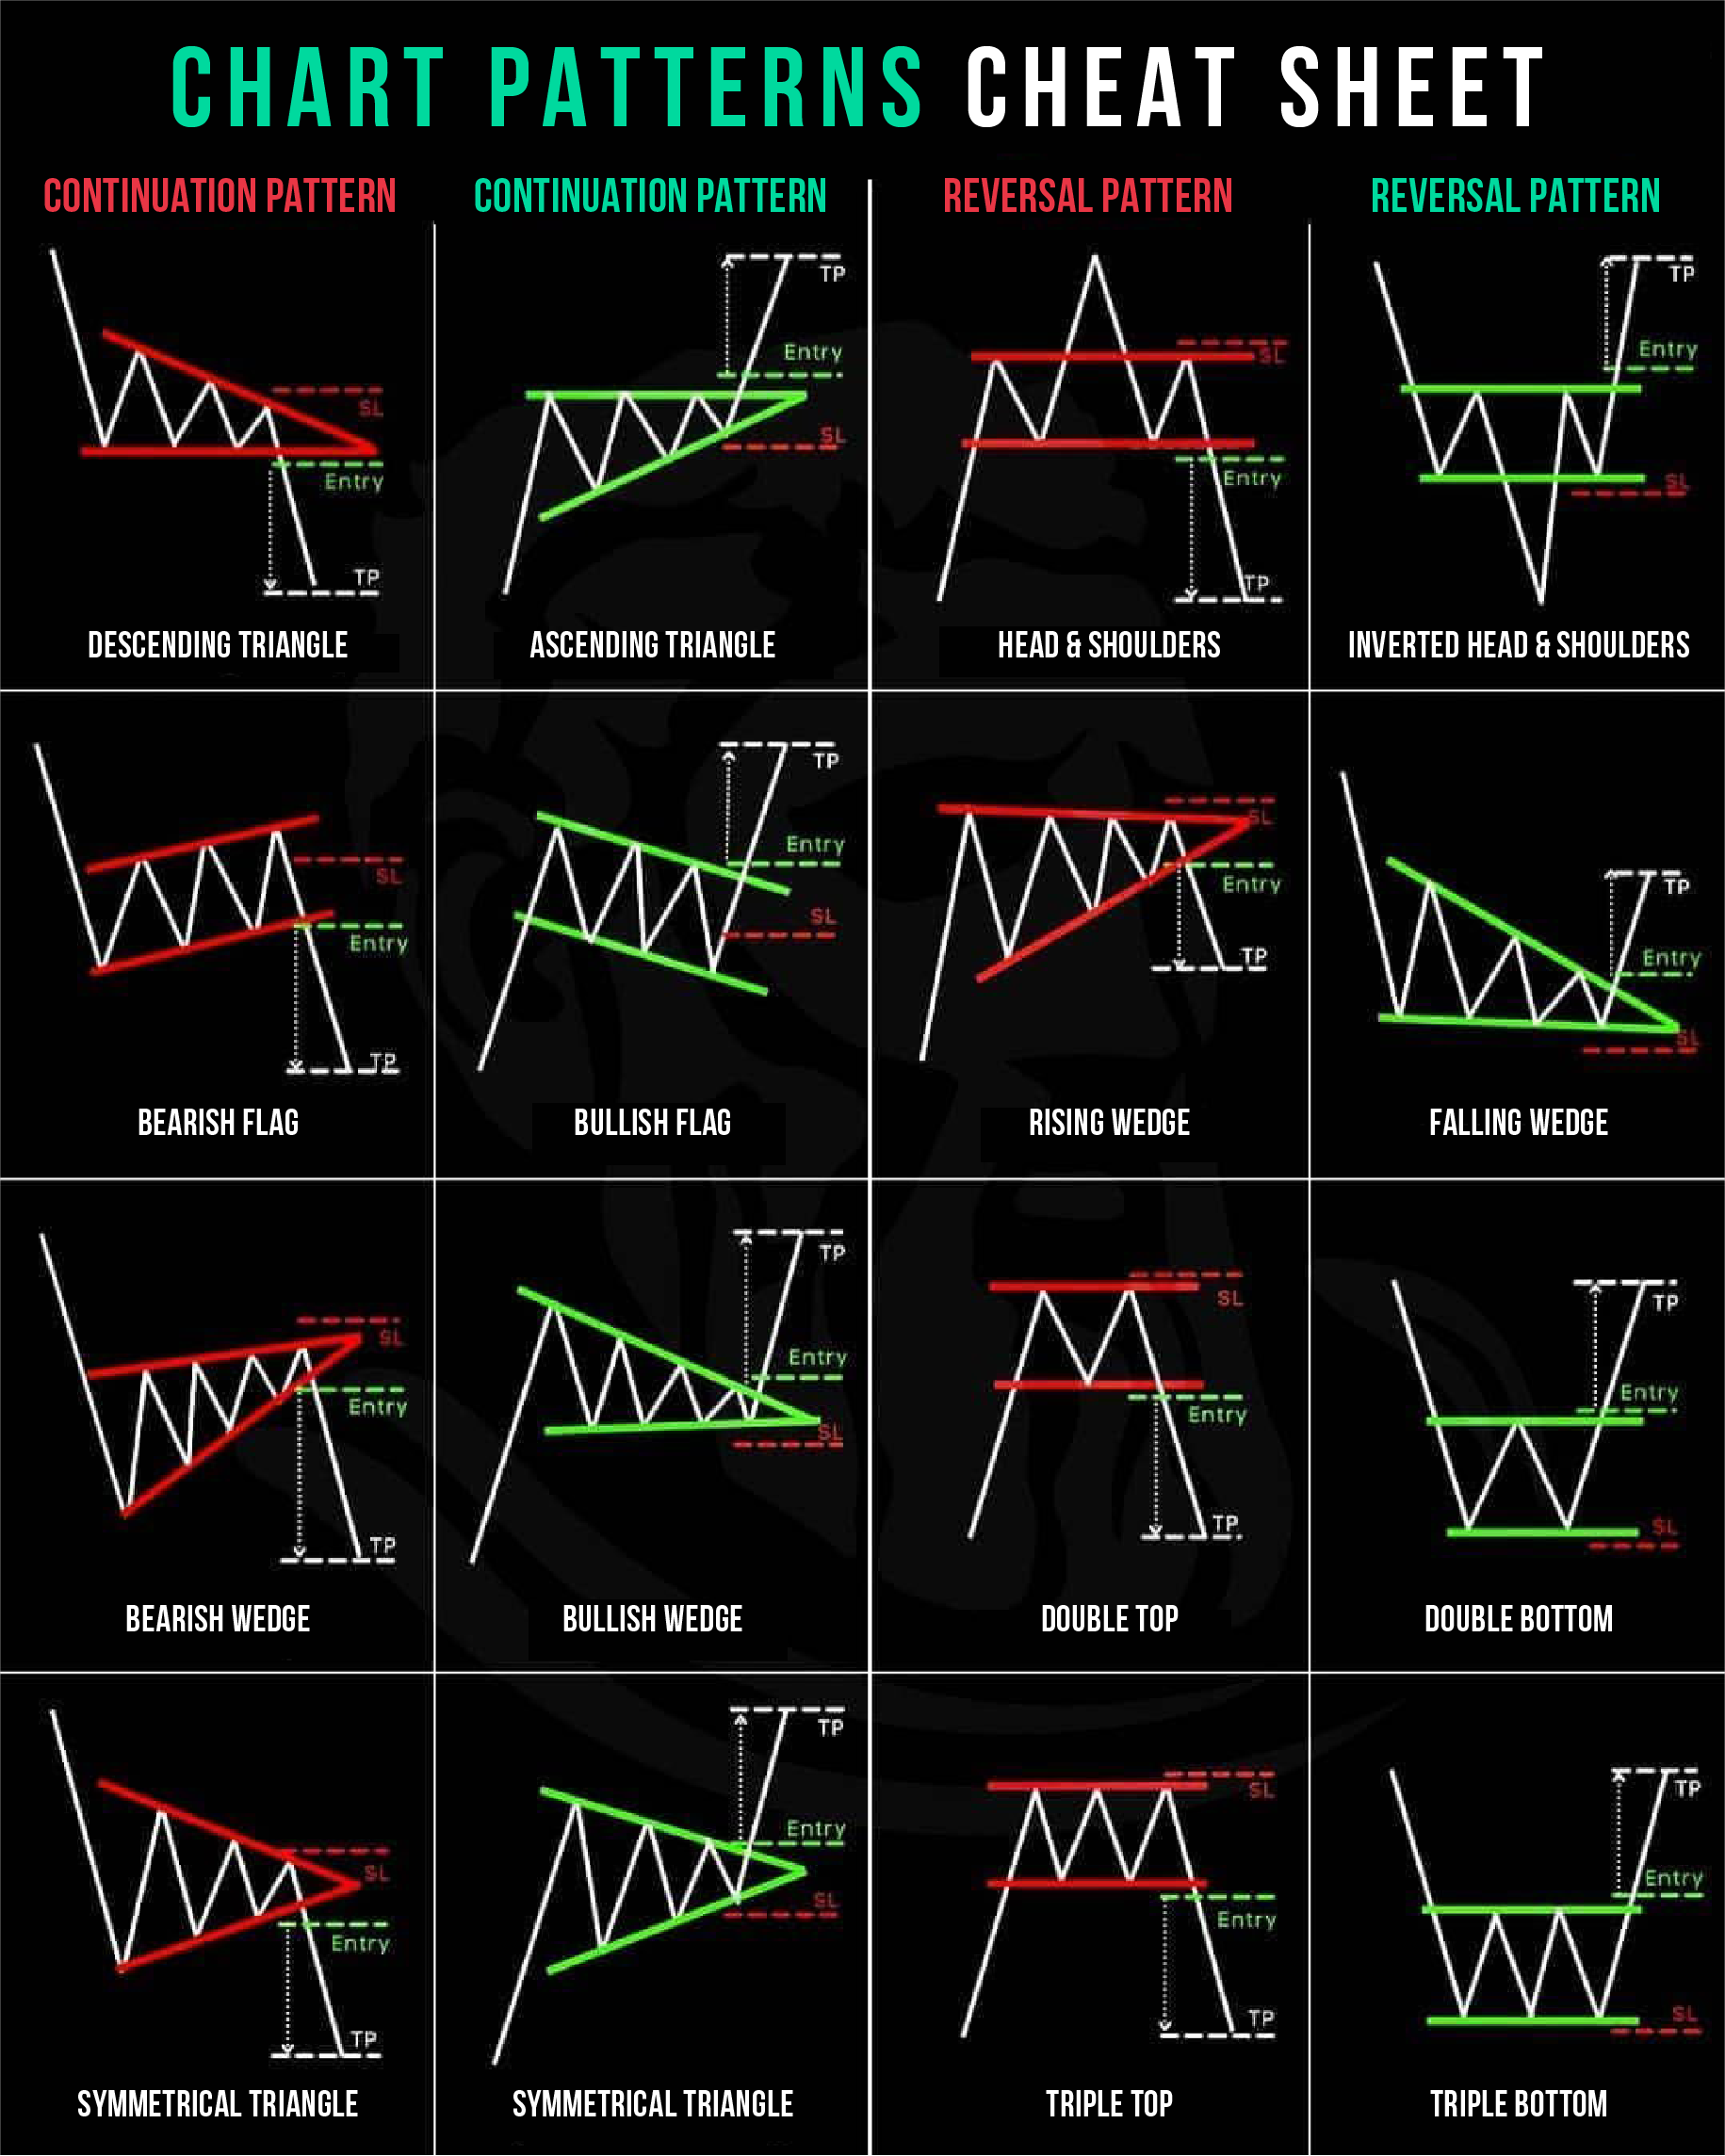 CHART PATTERNS CHEAT SHEET
CONTINUATION PATTERN
CONTINUATION PATTERN
REVERSAL PATTERN
REVERSAL PATTERN
SL
Entry
TP
DESCENDING TRIANGLE
TP
Entry
SL
ASCENDING TRIANGLE
SL
Entry
TP
HEAD & SHOULDERS
TP
Entry
SL
INVERTED HEAD & SHOULDERS
SL
Entry
TP
BEARISH FLAG
TP
Entry
SL
BULLISH FLAG
SL
Entry
TP
RISING WEDGE
TP
Entry
SL
FALLING WEDGE
SL
Entry
TP
BEARISH WEDGE
TP
Entry
SL
BULLISH WEDGE
SL
Entry
TP
DOUBLE TOP
TP
Entry
SL
DOUBLE BOTTOM
SL
Entry
TP
SYMMETRICAL TRIANGLE
TP
Entry
SL
SYMMETRICAL TRIANGLE
SL
Entry
TP
TRIPLE TOP
TP
Entry
SL
TRIPLE BOTTOM